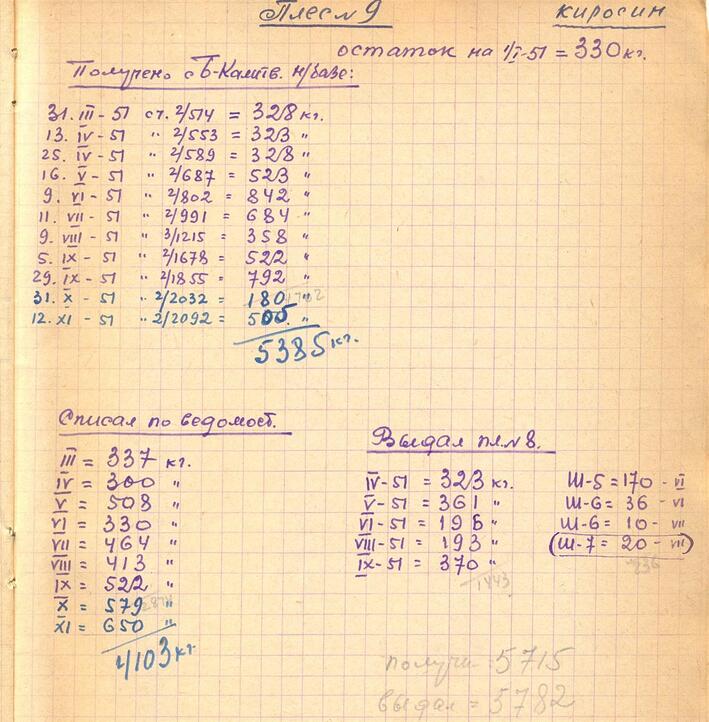 Плес № 9
киросин
остаток на 1/I-51 = 330 кг.
Получено с Б-Калитв. н/базе:
31. III - 51 ст. 2/514 = 328 кг.
13. IV - 51 " 2/553 = 323 "
25. IV - 51 " 2/589 = 328 "
16. V - 51 " 2/687 = 523 "
9. VI - 51 " 2/802 = 842 "
11. VII - 51 " 2/991 = 684 "
9. VIII - 51 " 3/1215 = 358 "
5. IX - 51 " 2/1678 = 522 "
29. IX - 51 " 2/1855 = 792 "
31. X - 51 " 2/2032 = 180 "
12. XI - 51 " 2/2092 = 505 "
5385 кг.
Списал по ведомост.
III = 337 кг.
IV = 300 "
V = 508 "
VI = 330 "
VII = 464 "
VIII = 413 "
IX = 522 "
X = 579 "
XI = 650 "
4103 кг
Выдал пл. № 8.
IV-51 = 323 кг.
V-51 = 361 "
VI-51 = 196 "
VIII-51 = 193 "
IX-51 = 370 "
1443
Ш-5 = 170 - VI
Ш-6 = 36 - VI
Ш-6 = 10 - VII
Ш-7 = 20 - VII
236
получи 5715
выдал = 5782